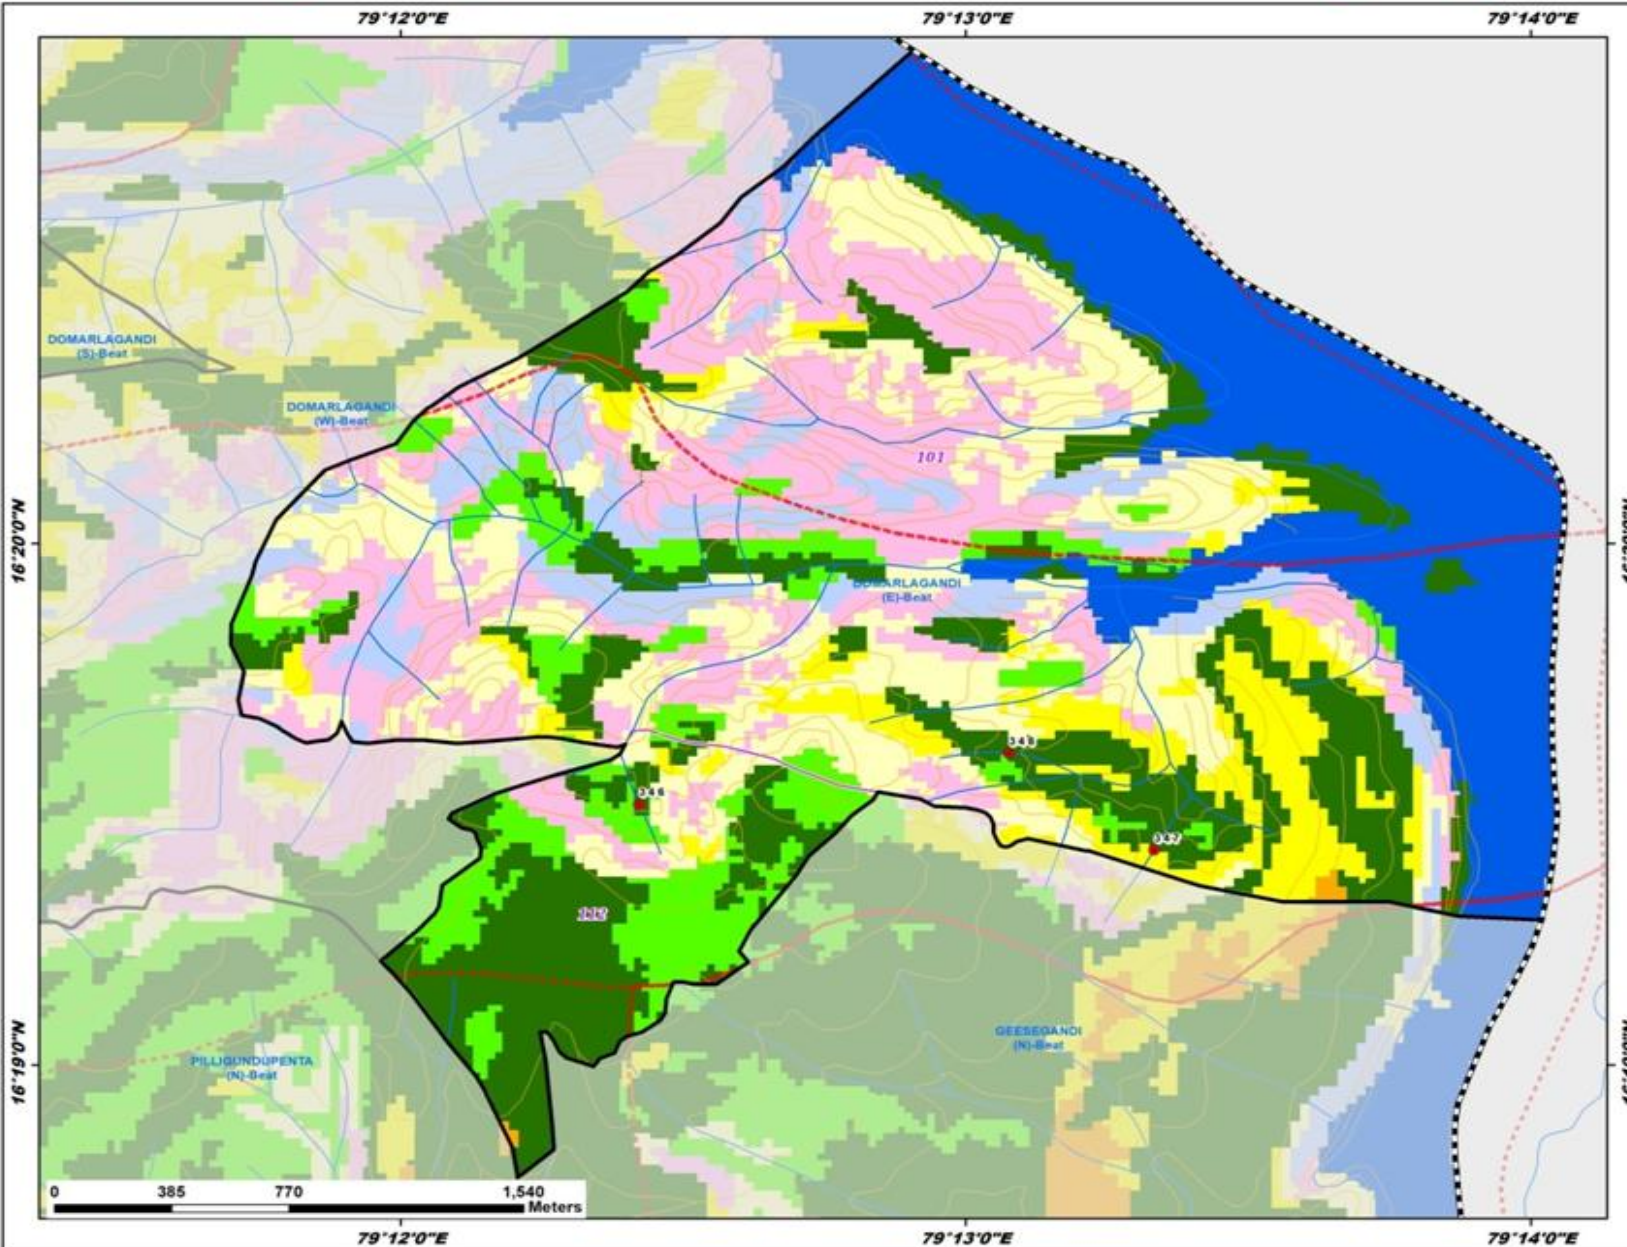 79°12'0"E 79°13'0"E 79°14'0"E
DOMARLAGANDI
(S)-Beat
DOMARLAGANDI
(W)-Beat
101
16°20'0"N
DOMARLAGANDI
(E)-Beat
346
347
112
GEESEGANDI
(N)-Beat
PILLIGUNDUPENTA
(N)-Beat
16°19'0"N
0 385 770 1,540
Meters
79°12'0"E 79°13'0"E 79°14'0"E